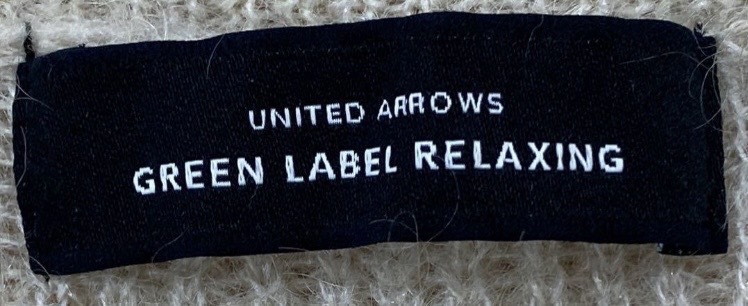 UNITED ARROWS
GREEN LABEL RELAXING